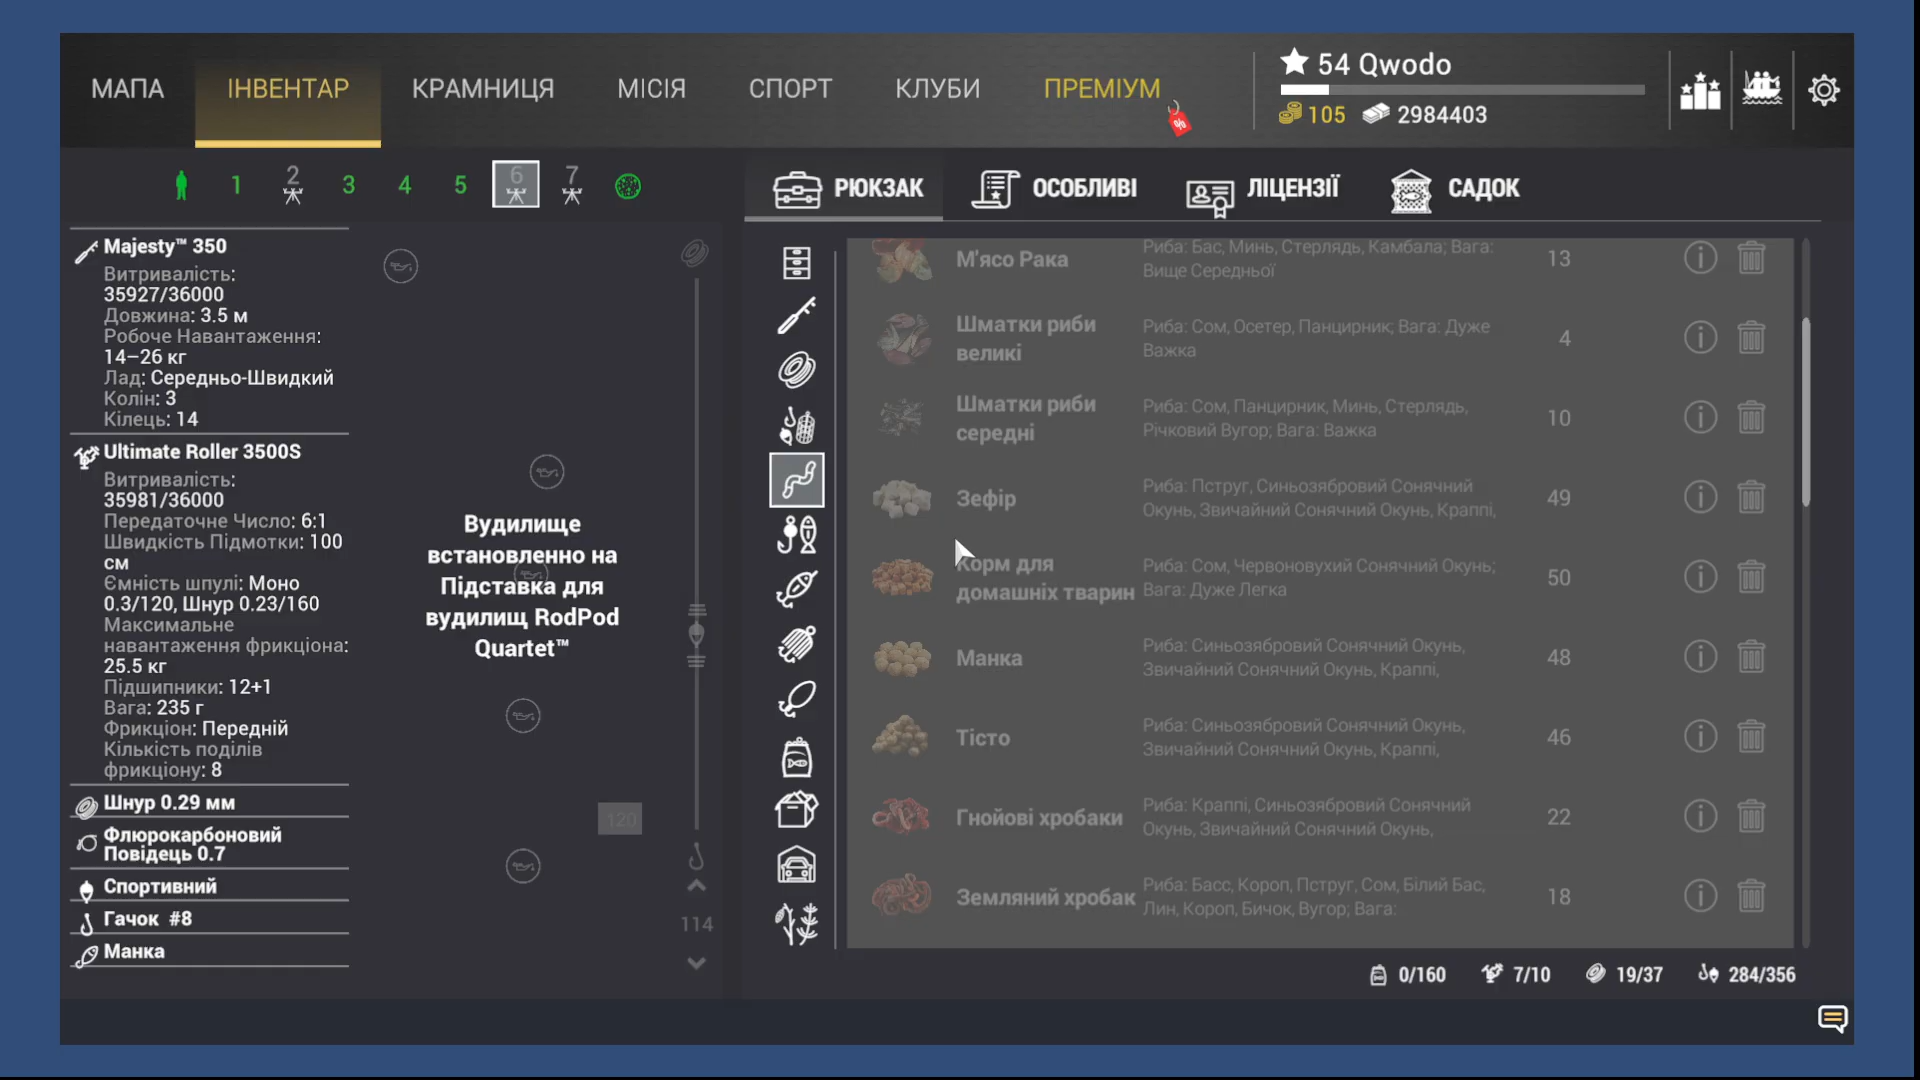 МАПА
ІНВЕНТАР
КРАМНИЦЯ
МІСІЯ
СПОРТ
КЛУБИ
ПРЕМІУМ
%
54 Qwodo
105 2984403
1 2 3 4 5 6 7
РЮКЗАК
ОСОБЛИВІ
ЛІЦЕНЗІЇ
САДОК
Majesty™ 350
Витривалість:
35927/36000
Довжина: 3.5 м
Робоче Навантаження:
14–26 кг
Лад: Середньо-Швидкий
Колін: 3
Кілець: 14
Ultimate Roller 3500S
Витривалість:
35981/36000
Передаточне Число: 6:1
Швидкість Підмотки: 100
см
Ємність шпулі: Моно
0.3/120, Шнур 0.23/160
Максимальне
навантаження фрикціона:
25.5 кг
Підшипники: 12+1
Вага: 235 г
Фрикціон: Передній
Кількість поділів
фрикціону: 8
Шнур 0.29 мм
Флюрокарбоновий
Повідець 0.7
Спортивний
Гачок #8
Манка
Вудилище
встановленно на
Підставка для
вудилищ RodPod
Quartet™
120
114
М'ясо Рака
Риба: Бас, Минь, Стерлядь, Камбала; Вага:
Вище Середньої
13
Шматки риби
великі
Риба: Сом, Осетер, Панцирник; Вага: Дуже
Важка
4
Шматки риби
середні
Риба: Сом, Панцирник, Минь, Стерлядь,
Річковий Вугор; Вага: Важка
10
Зефір
Риба: Пструг, Синьозябровий Сонячний
Окунь, Звичайний Сонячний Окунь, Краппі,
49
Корм для
домашніх тварин
Риба: Сом, Червоновухий Сонячний Окунь;
Вага: Дуже Легка
50
Манка
Риба: Синьозябровий Сонячний Окунь,
Звичайний Сонячний Окунь, Краппі,
48
Тісто
Риба: Синьозябровий Сонячний Окунь,
Звичайний Сонячний Окунь, Краппі,
46
Гнойові хробаки
Риба: Краппі, Синьозябровий Сонячний
Окунь, Звичайний Сонячний Окунь,
22
Земляний хробак
Риба: Басс, Короп, Пструг, Сом, Білий Бас,
Лин, Короп, Бичок, Вугор; Вага:
18
0/160 7/10 19/37 284/356